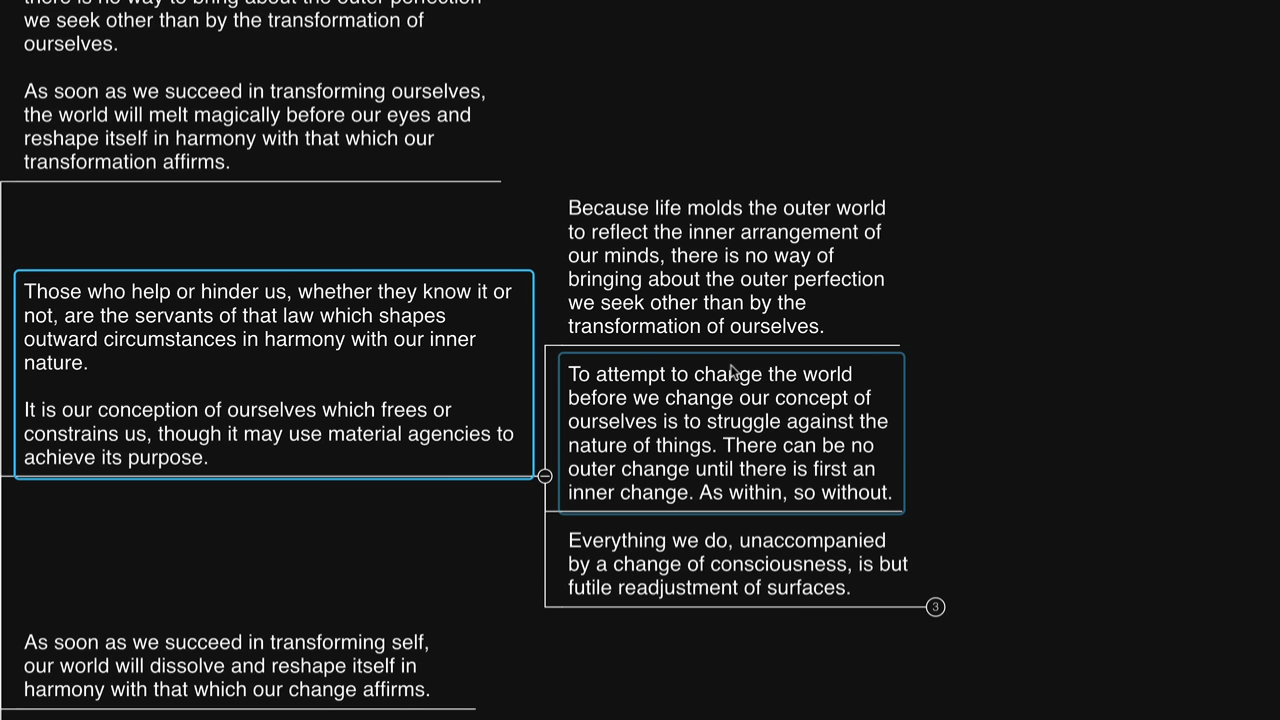 there is no way to bring about the outer perfection
we seek other than by the transformation of
ourselves.
As soon as we succeed in transforming ourselves,
the world will melt magically before our eyes and
reshape itself in harmony with that which our
transformation affirms.
Those who help or hinder us, whether they know it or
not, are the servants of that law which shapes
outward circumstances in harmony with our inner
nature.
It is our conception of ourselves which frees or
constrains us, though it may use material agencies to
achieve its purpose.
Because life molds the outer world
to reflect the inner arrangement of
our minds, there is no way of
bringing about the outer perfection
we seek other than by the
transformation of ourselves.
To attempt to change the world
before we change our concept of
ourselves is to struggle against the
nature of things. There can be no
outer change until there is first an
inner change. As within, so without.
Everything we do, unaccompanied
by a change of consciousness, is but
futile readjustment of surfaces.
3
As soon as we succeed in transforming self,
our world will dissolve and reshape itself in
harmony with that which our change affirms.